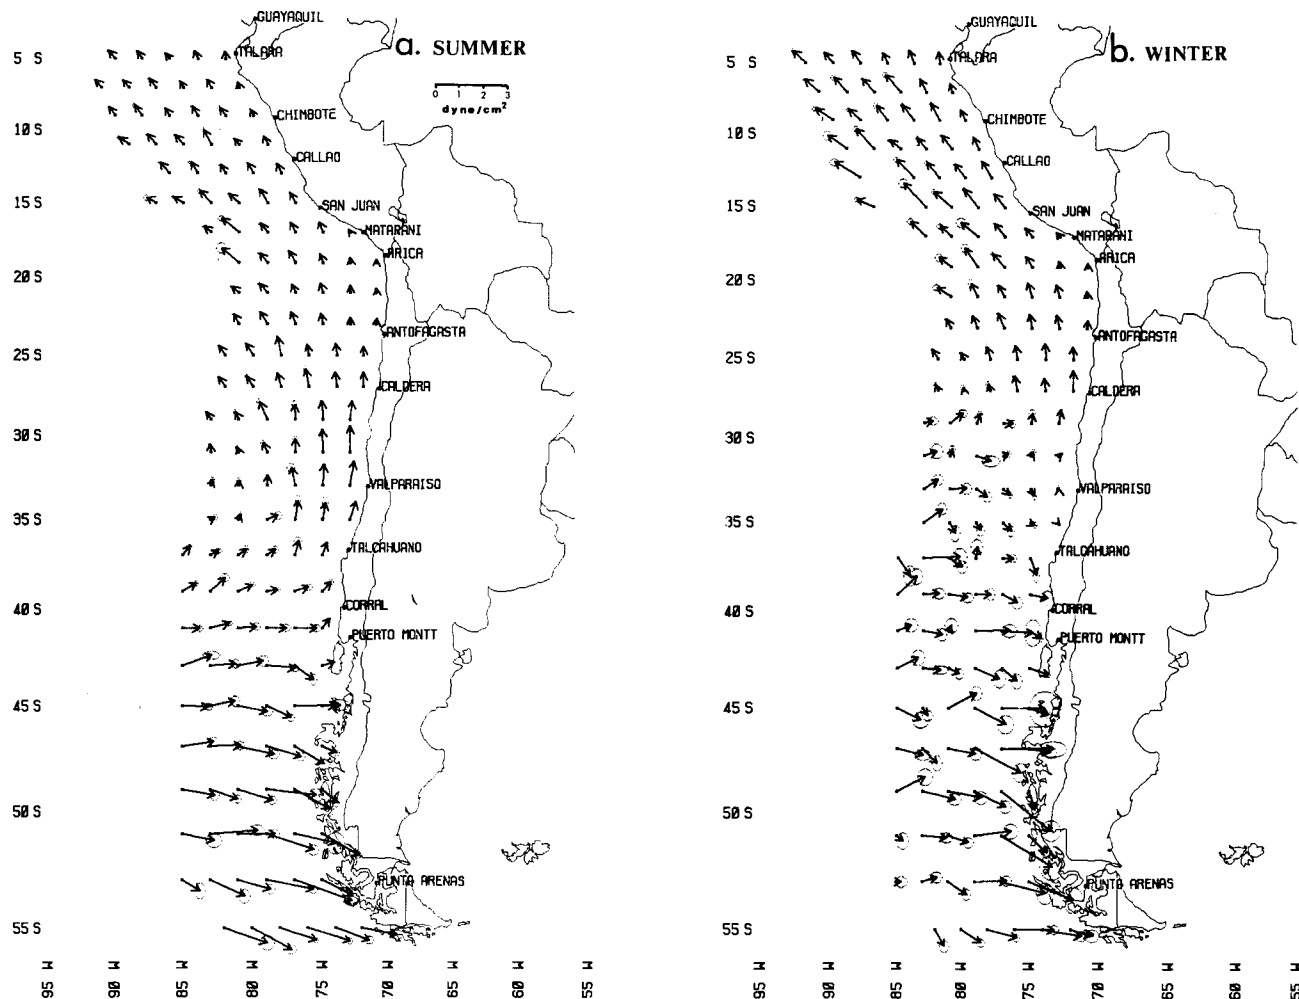 a. SUMMER
0 1 2 3
dyne/cm2
GUAYAQUIL
TALARA
CHIMBOTE
CALLAO
SAN JUAN
MATARANI
ARICA
ANTOFAGASTA
CALDERA
VALPARAISO
TALCAHUANO
CORRAL
PUERTO MONTT
PUNTA ARENAS
5 S
10 S
15 S
20 S
25 S
30 S
35 S
40 S
45 S
50 S
55 S
95 W
90 W
85 W
80 W
75 W
70 W
65 W
60 W
55 W
b. WINTER
GUAYAQUIL
TALARA
CHIMBOTE
CALLAO
SAN JUAN
MATARANI
ARICA
ANTOFAGASTA
CALDERA
VALPARAISO
TALCAHUANO
CORRAL
PUERTO MONTT
PUNTA ARENAS
5 S
10 S
15 S
20 S
25 S
30 S
35 S
40 S
45 S
50 S
55 S
95 W
90 W
85 W
80 W
75 W
70 W
65 W
60 W
55 W